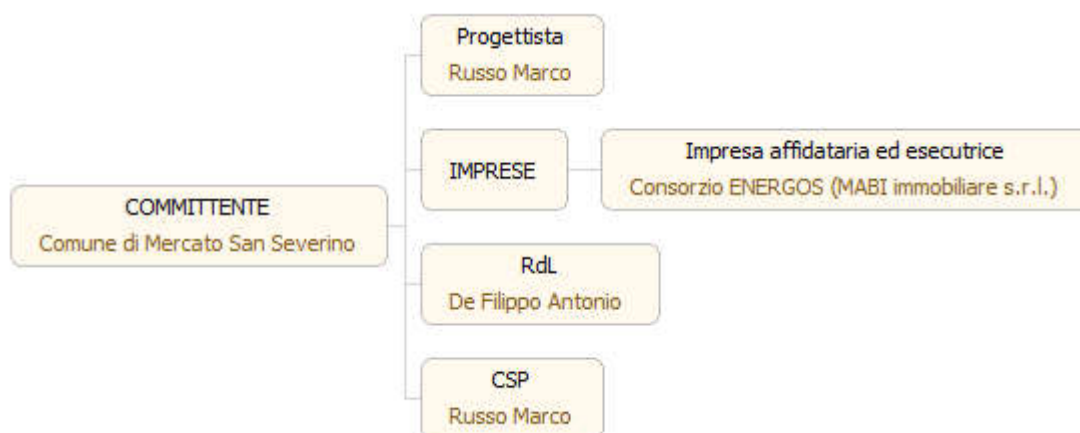 Progettista
Russo Marco
IMPRESE
Impresa affidataria ed esecutrice
Consorzio ENERGOS (MABI immobiliare s.r.l.)
COMMITTENTE
Comune di Mercato San Severino
RdL
De Filippo Antonio
CSP
Russo Marco